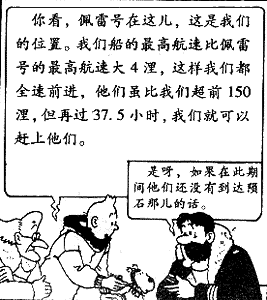 你看，佩雷号在这儿，这是我们
的位置。我们船的最高航速比佩雷
号的最高航速大4浬，这样我们都
全速前进，他们虽比我们超前150
浬，但再过37.5小时，我们就可以
赶上他们。
是呀，如果在此期
间他们还没有到达陨
石那儿的话。